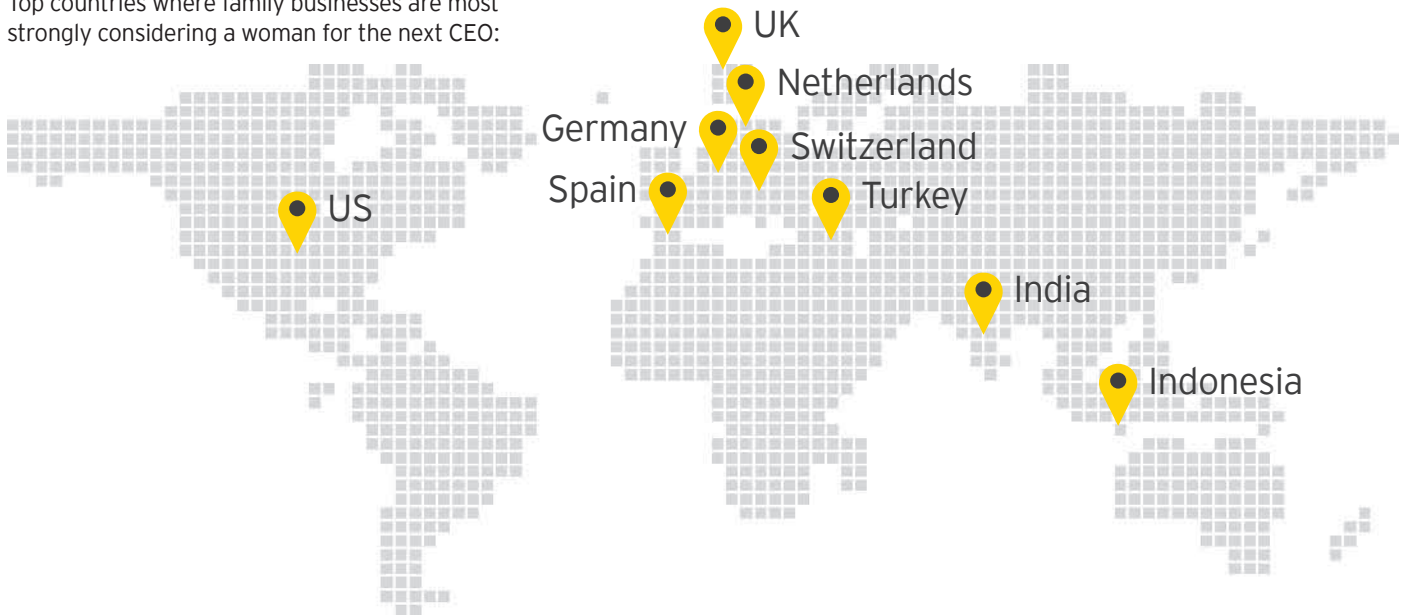 Top countries where family businesses are most
strongly considering a woman for the next CEO:
UK
Netherlands
Germany
Switzerland
Spain
Turkey
US
India
Indonesia